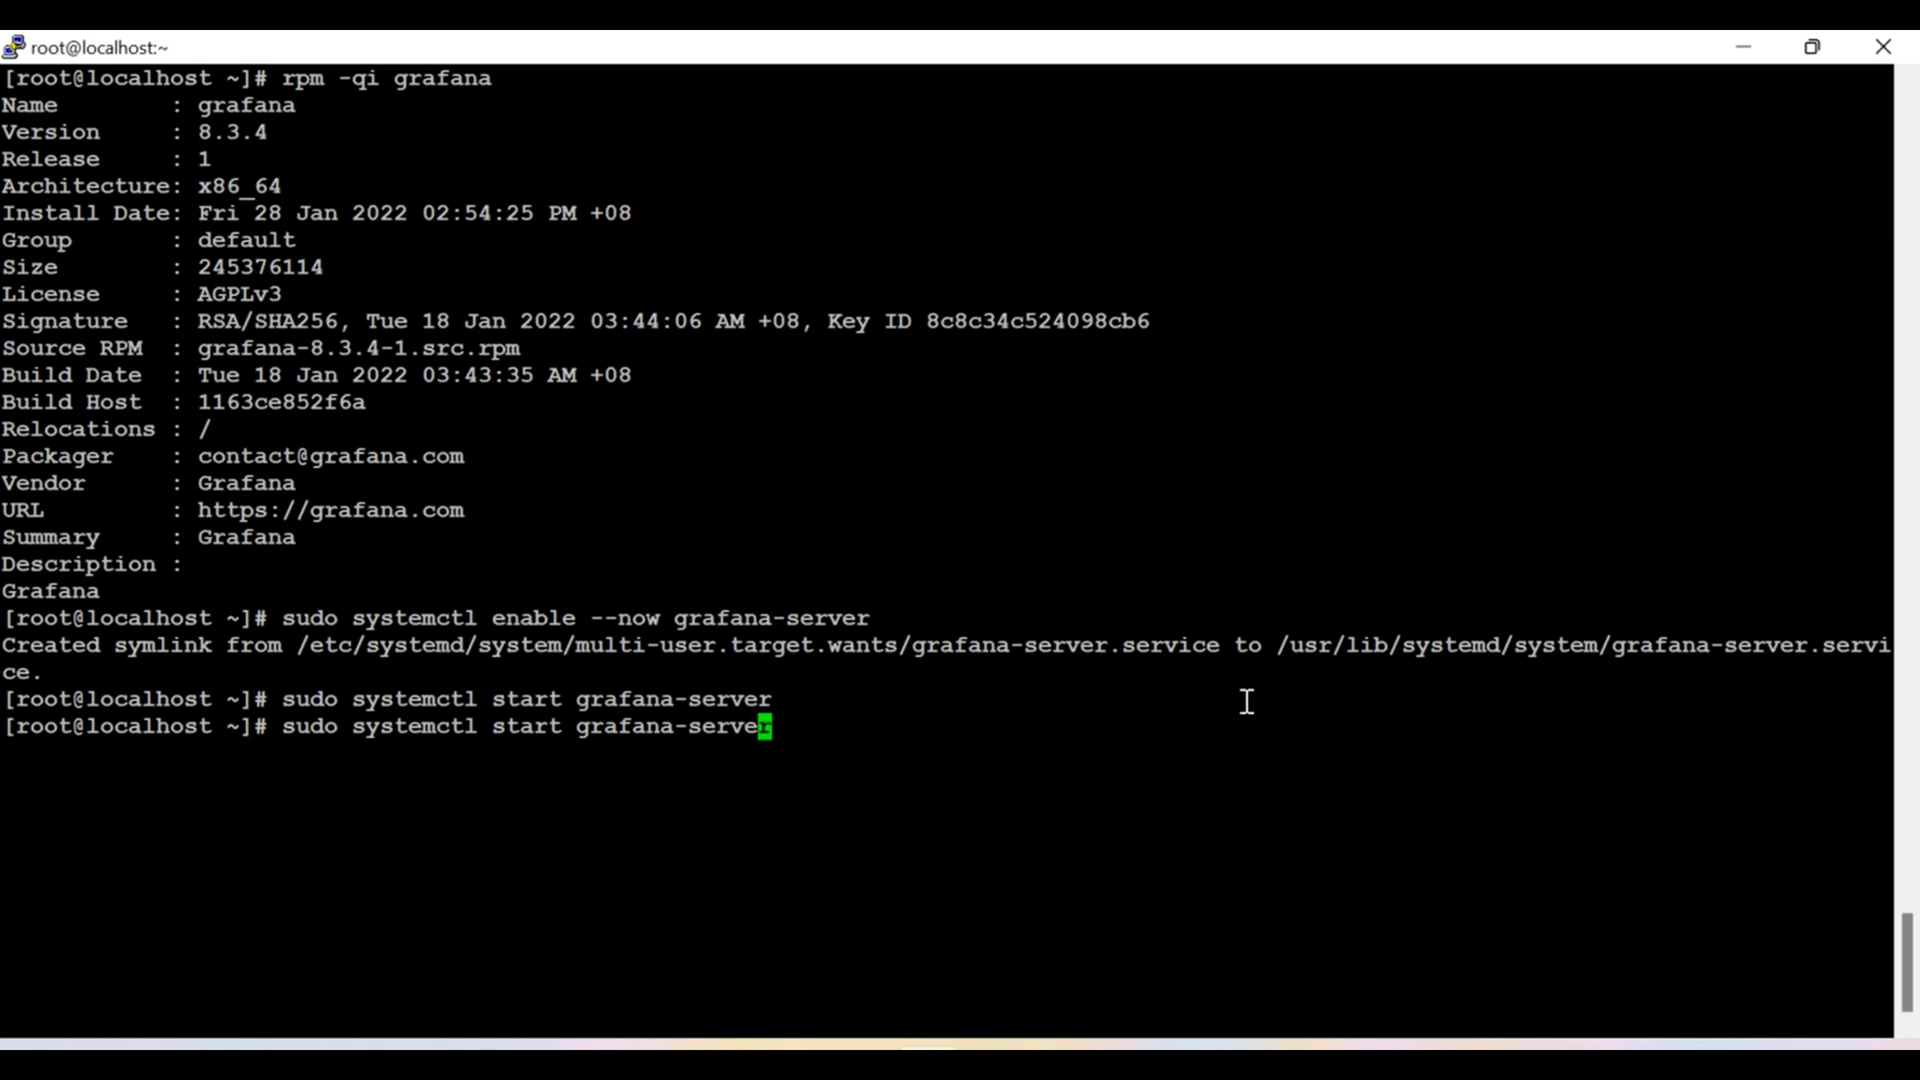 root@localhost:~
[root@localhost ~]# rpm -qi grafana
Name        : grafana
Version     : 8.3.4
Release     : 1
Architecture: x86_64
Install Date: Fri 28 Jan 2022 02:54:25 PM +08
Group       : default
Size        : 245376114
License     : AGPLv3
Signature   : RSA/SHA256, Tue 18 Jan 2022 03:44:06 AM +08, Key ID 8c8c34c524098cb6
Source RPM  : grafana-8.3.4-1.src.rpm
Build Date  : Tue 18 Jan 2022 03:43:35 AM +08
Build Host  : 1163ce852f6a
Relocations : /
Packager    : contact@grafana.com
Vendor      : Grafana
URL         : https://grafana.com
Summary     : Grafana
Description :
Grafana
[root@localhost ~]# sudo systemctl enable --now grafana-server
Created symlink from /etc/systemd/system/multi-user.target.wants/grafana-server.service to /usr/lib/systemd/system/grafana-server.servi
ce.
[root@localhost ~]# sudo systemctl start grafana-server
[root@localhost ~]# sudo systemctl start grafana-server